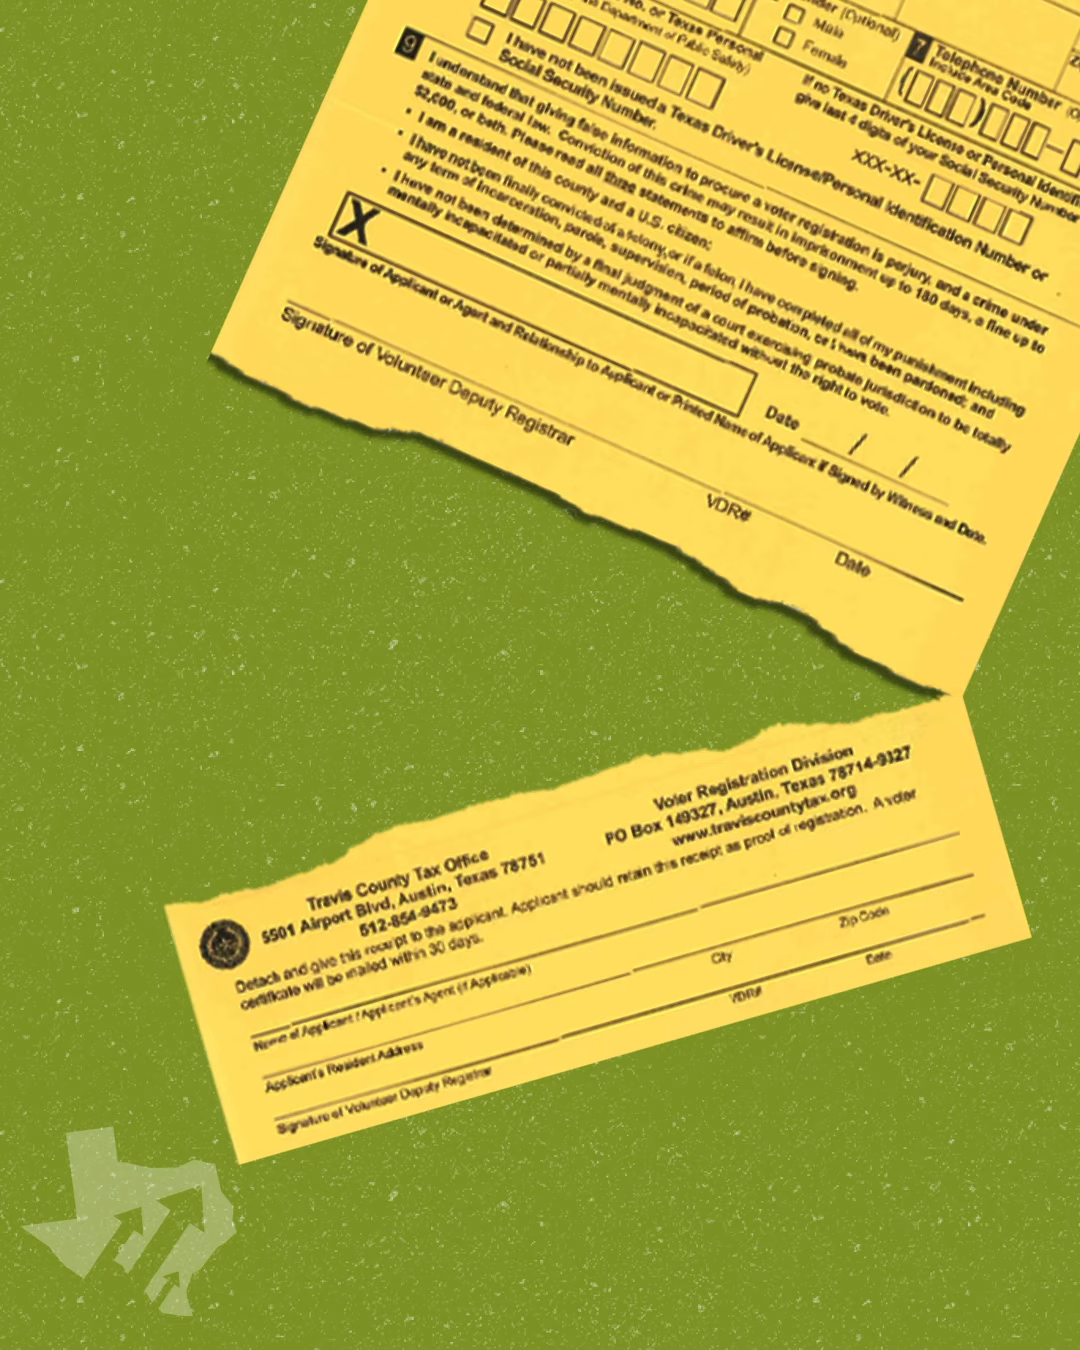 No. or Texas Personal
Department of Public Safety)
(Optional)
Male
Female
7 Telephone Number
Include Area Code
I have not been issued a Texas Driver's License/Personal Identification Number or
Social Security Number.
If no Texas Driver's License or Personal
give last 4 digits of your Social Security Number
XXX-XX-
9 I understand that giving false information to procure a voter registration is perjury, and a crime under
state and federal law. Conviction of this crime may result in imprisonment up to 180 days, a fine up to
$2,000, or both. Please read all three statements to affirm before signing.
• I am a resident of this county and a U.S. citizen;
• I have not been finally convicted of a felony, or if a felon, I have completed all of my punishment including
any term of incarceration, parole, supervision, period of probation, or I have been pardoned; and
• I have not been determined by a final judgment of a court exercising probate jurisdiction to be totally
mentally incapacitated or partially mentally incapacitated without the right to vote.
X
Date / /
Signature of Applicant or Agent and Relationship to Applicant or Printed Name of Applicant if Signed by Witness and Date.
Signature of Volunteer Deputy Registrar
VDR#
Date
Travis County Tax Office
5501 Airport Blvd, Austin, Texas 78751
512-854-9473
Voter Registration Division
PO Box 149327, Austin, Texas 78714-9327
www.traviscountytax.org
Detach and give this receipt to the applicant. Applicant should retain this receipt as proof of registration. A voter
certificate will be mailed within 30 days.
Name of Applicant / Applicant's Agent (if Applicable)
Applicant's Resident Address
City
Zip Code
Signature of Volunteer Deputy Registrar
VDR#
Date